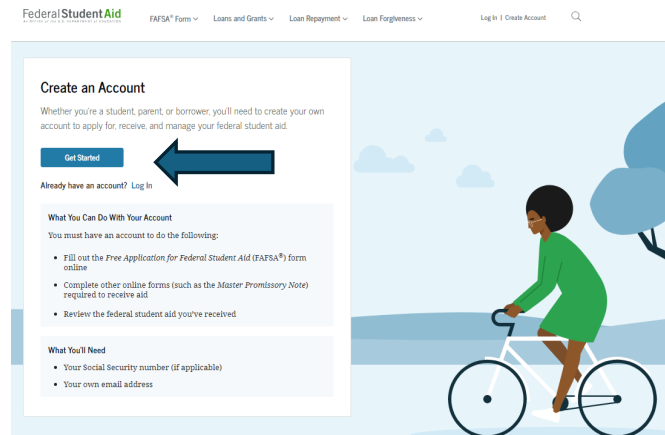 Federal Student Aid
An OFFICE of the U.S. DEPARTMENT of EDUCATION
FAFSA® Form
Loans and Grants
Loan Repayment
Loan Forgiveness
Log In | Create Account
Create an Account
Whether you're a student, parent, or borrower, you'll need to create your own
account to apply for, receive, and manage your federal student aid.
Get Started
Already have an account? Log In
What You Can Do With Your Account
You must have an account to do the following:
• Fill out the Free Application for Federal Student Aid (FAFSA®) form
online
• Complete other online forms (such as the Master Promissory Note)
required to receive aid
• Review the federal student aid you've received
What You'll Need
• Your Social Security number (if applicable)
• Your own email address